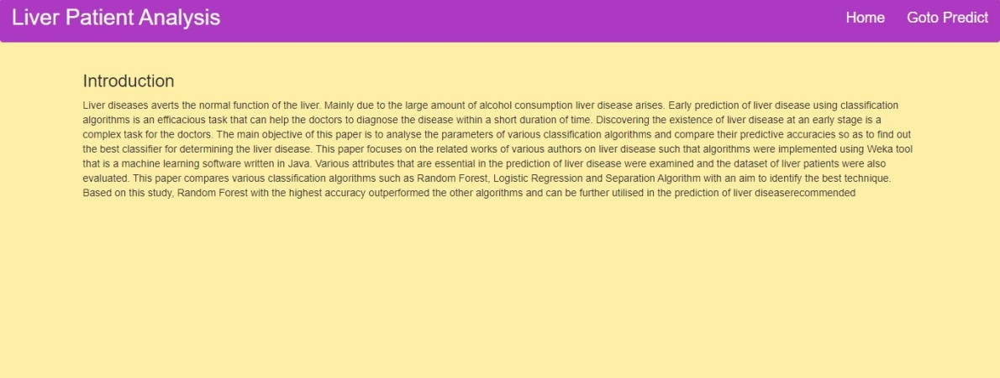 Liver Patient Analysis
Home Goto Predict
Introduction
Liver diseases averts the normal function of the liver. Mainly due to the large amount of alcohol consumption liver disease arises. Early prediction of liver disease using classification
algorithms is an efficacious task that can help the doctors to diagnose the disease within a short duration of time. Discovering the existence of liver disease at an early stage is a
complex task for the doctors. The main objective of this paper is to analyse the parameters of various classification algorithms and compare their predictive accuracies so as to find out
the best classifier for determining the liver disease. This paper focuses on the related works of various authors on liver disease such that algorithms were implemented using Weka tool
that is a machine learning software written in Java. Various attributes that are essential in the prediction of liver disease were examined and the dataset of liver patients were also
evaluated. This paper compares various classification algorithms such as Random Forest, Logistic Regression and Separation Algorithm with an aim to identify the best technique.
Based on this study, Random Forest with the highest accuracy outperformed the other algorithms and can be further utilised in the prediction of liver diseaserecommended